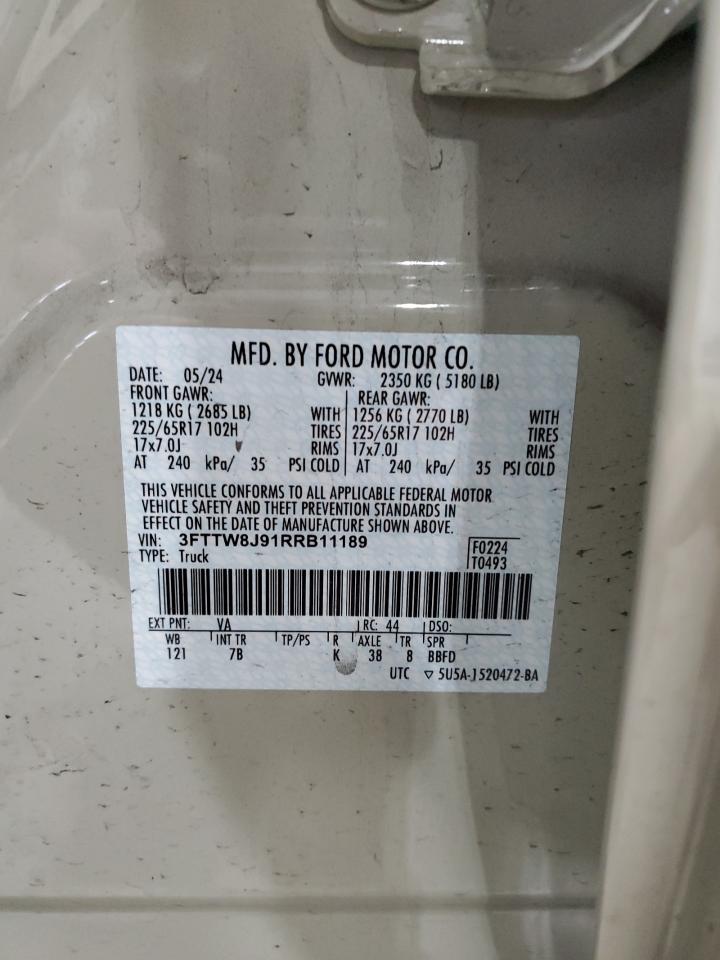 MFD. BY FORD MOTOR CO.
DATE: 05/24 GVWR: 2350 KG ( 5180 LB)
FRONT GAWR: REAR GAWR:
1218 KG ( 2685 LB) WITH 1256 KG ( 2770 LB) WITH
225/65R17 102H TIRES 225/65R17 102H TIRES
17x7.0J RIMS 17x7.0J RIMS
AT 240 kPa/ 35 PSI COLD AT 240 kPa/ 35 PSI COLD
THIS VEHICLE CONFORMS TO ALL APPLICABLE FEDERAL MOTOR
VEHICLE SAFETY AND THEFT PREVENTION STANDARDS IN
EFFECT ON THE DATE OF MANUFACTURE SHOWN ABOVE.
VIN: 3FTTW8J91RRB11189 F0224
TYPE: Truck T0493
EXT PNT: VA RC: 44 DSO:
WB INT TR TP/PS R AXLE TR SPR
121 7B K 38 8 BBFD
UTC ▽ 5U5A-1520472-BA